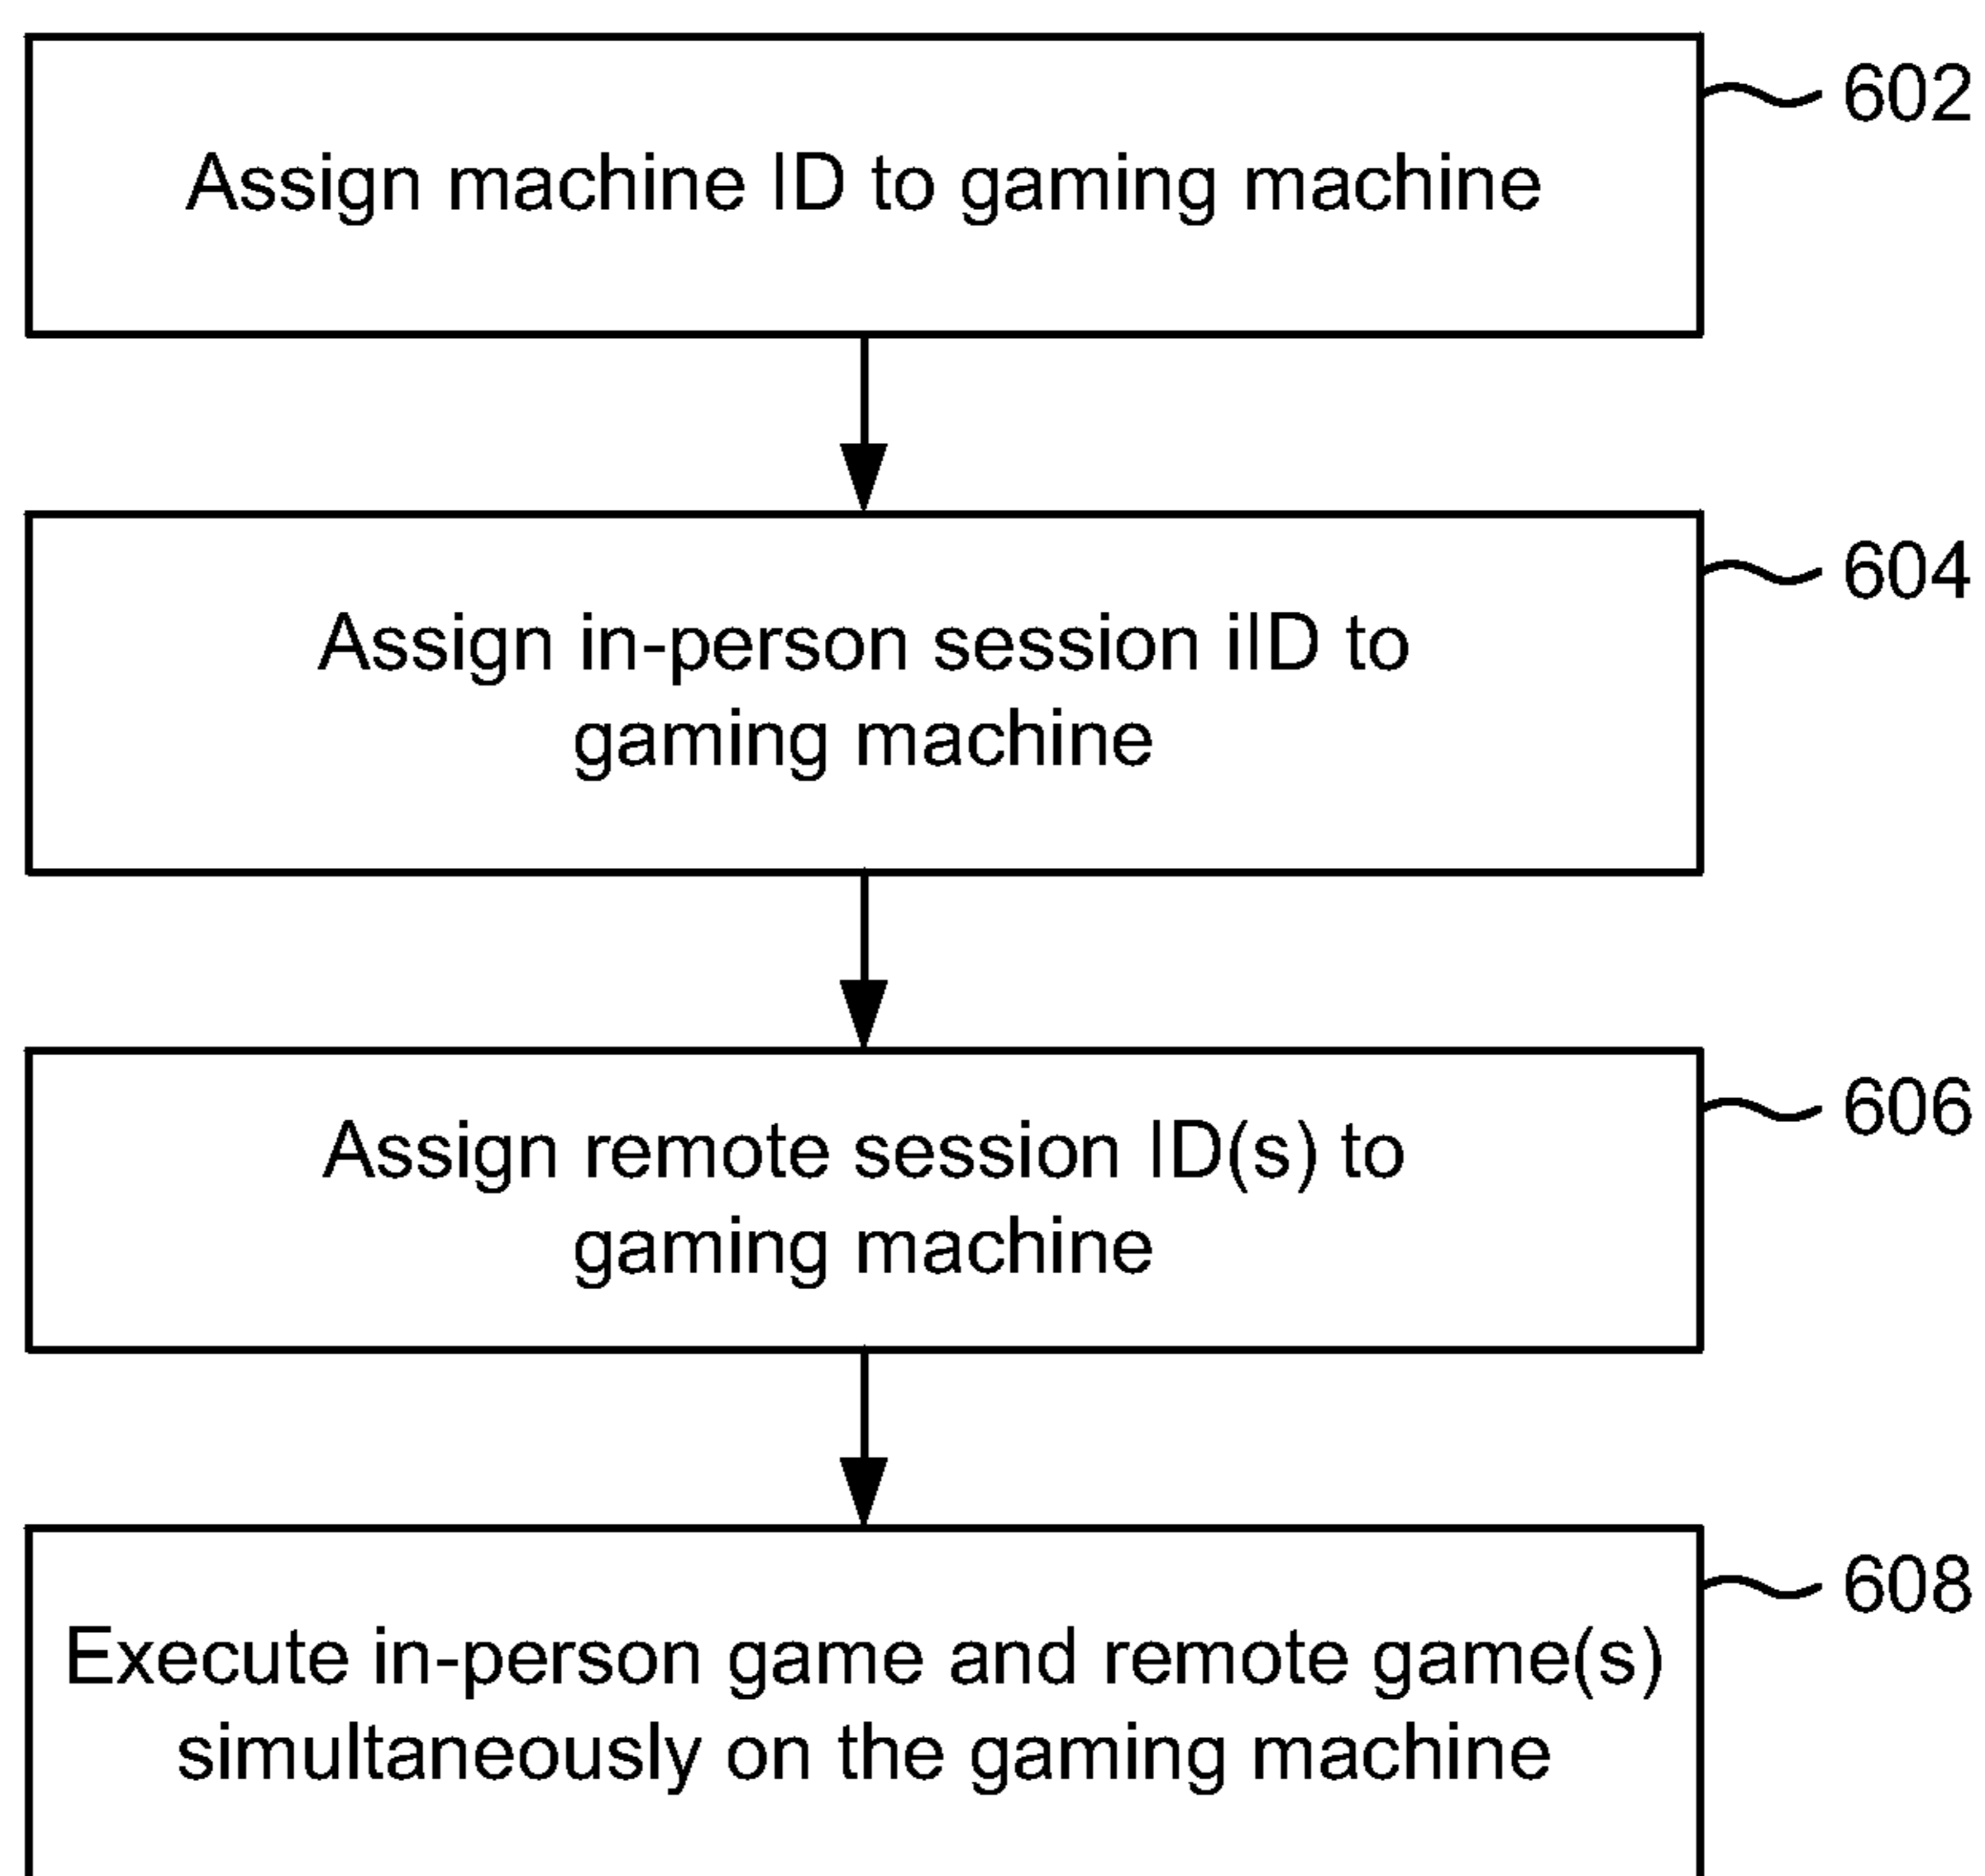 602
Assign machine ID to gaming machine
604
Assign in-person session iID to
gaming machine
606
Assign remote session ID(s) to
gaming machine
608
Execute in-person game and remote game(s)
simultaneously on the gaming machine